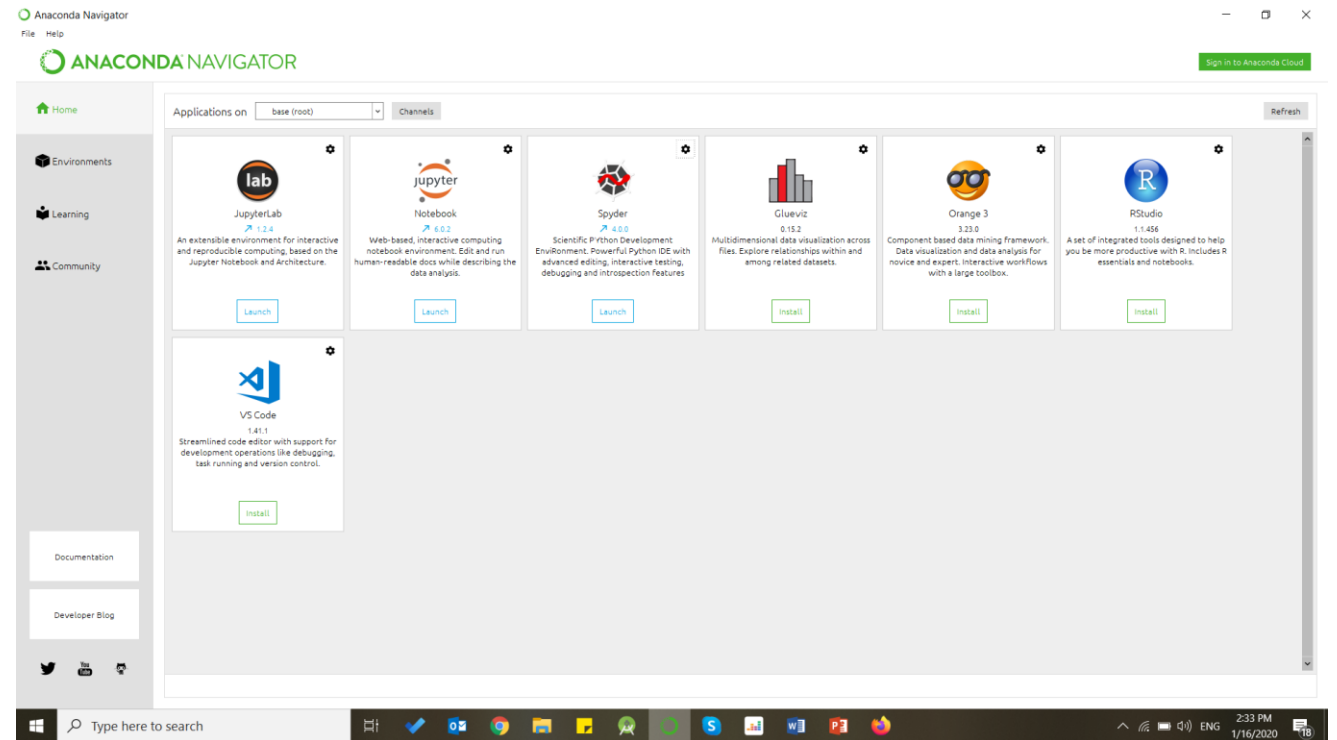 Anaconda Navigator
File Help
ANACONDA NAVIGATOR
Sign in to Anaconda Cloud
Home
Environments
Learning
Community
Applications on base (root) Channels Refresh
lab
JupyterLab
1.2.4
An extensible environment for interactive
and reproducible computing, based on the
Jupyter Notebook and Architecture.
Launch
jupyter
Notebook
6.0.2
Web-based, interactive computing
notebook environment. Edit and run
human-readable docs while describing the
data analysis.
Launch
Spyder
4.0.0
Scientific PYthon Development
EnviRonment. Powerful Python IDE with
advanced editing, interactive testing,
debugging and introspection features
Launch
Glueviz
0.15.2
Multidimensional data visualization across
files. Explore relationships within and
among related datasets.
Install
Orange 3
3.23.0
Component based data mining framework.
Data visualization and data analysis for
novice and expert. Interactive workflows
with a large toolbox.
Install
R
RStudio
1.1.456
A set of integrated tools designed to help
you be more productive with R. Includes R
essentials and notebooks.
Install
VS Code
1.41.1
Streamlined code editor with support for
development operations like debugging,
task running and version control.
Install
Documentation
Developer Blog
You
Tube
Type here to search
ENG
2:33 PM
1/16/2020
18